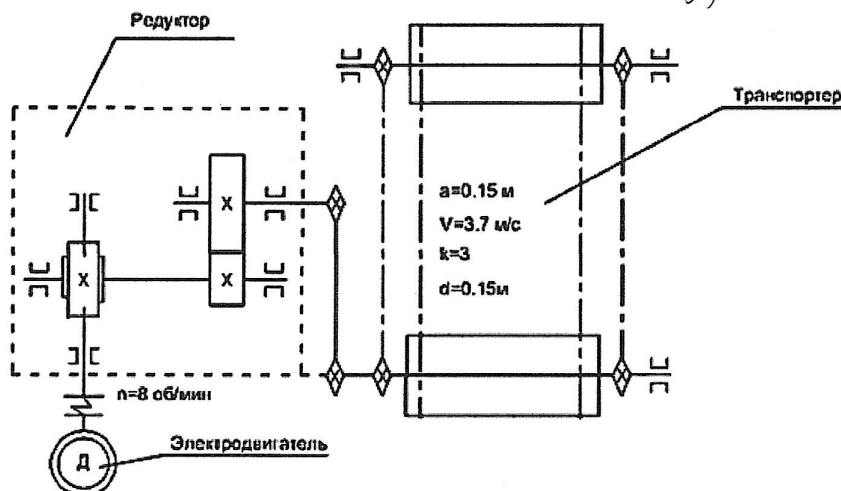 Редуктор
Транспортер
a=0.15 м
V=3.7 м/с
k=3
d=0.15м
n=8 об/мин
Электродвигатель
Д